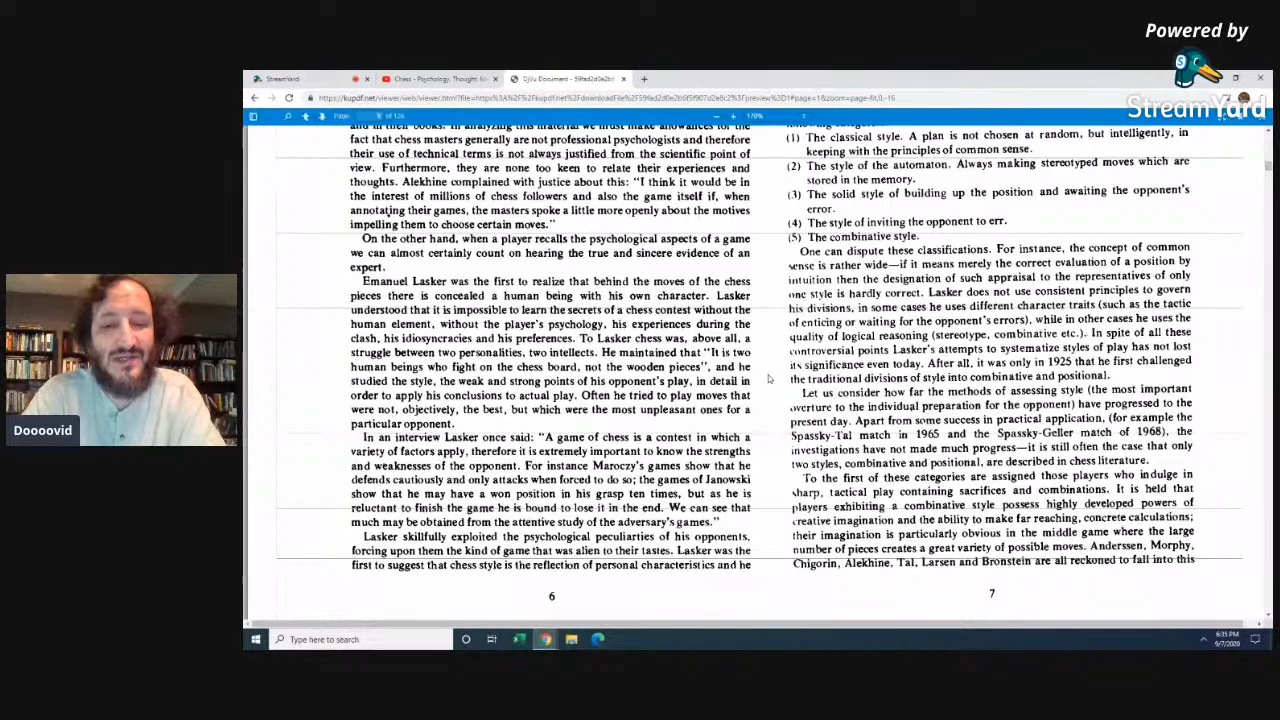 Powered by
StreamYard
StreamYard
Chess - Psychology, Thought, M
DjVu Document - 59fad2d0e2b
Page:
of 126
170%
and in their books. In analyzing this material we must make allowances for the
fact that chess masters generally are not professional psychologists and therefore
their use of technical terms is not always justified from the scientific point of
view. Furthermore, they are none too keen to relate their experiences and
thoughts. Alekhine complained with justice about this: "I think it would be in
the interest of millions of chess followers and also the game itself if, when
annotating their games, the masters spoke a little more openly about the motives
impelling them to choose certain moves."
On the other hand, when a player recalls the psychological aspects of a game
we can almost certainly count on hearing the true and sincere evidence of an
expert.
Emanuel Lasker was the first to realize that behind the moves of the chess
pieces there is concealed a human being with his own character. Lasker
understood that it is impossible to learn the secrets of a chess contest without the
human element, without the player's psychology, his experiences during the
clash, his idiosyncracies and his preferences. To Lasker chess was, above all, a
struggle between two personalities, two intellects. He maintained that "It is two
human beings who fight on the chess board, not the wooden pieces", and he
studied the style, the weak and strong points of his opponent's play, in detail in
order to apply his conclusions to actual play. Often he tried to play moves that
were not, objectively, the best, but which were the most unpleasant ones for a
particular opponent.
In an interview Lasker once said: "A game of chess is a contest in which a
variety of factors apply, therefore it is extremely important to know the strengths
and weaknesses of the opponent. For instance Maroczy's games show that he
defends cautiously and only attacks when forced to do so; the games of Janowski
show that he may have a won position in his grasp ten times, but as he is
reluctant to finish the game he is bound to lose it in the end. We can see that
much may be obtained from the attentive study of the adversary's games."
Lasker skillfully exploited the psychological peculiarities of his opponents,
forcing upon them the kind of game that was alien to their tastes. Lasker was the
first to suggest that chess style is the reflection of personal characteristics and he
6
(1) The classical style. A plan is not chosen at random, but intelligently, in
keeping with the principles of common sense.
(2) The style of the automaton. Always making stereotyped moves which are
stored in the memory.
(3) The solid style of building up the position and awaiting the opponent's
error.
(4) The style of inviting the opponent to err.
(5) The combinative style.
One can dispute these classifications. For instance, the concept of common
sense is rather wide—if it means merely the correct evaluation of a position by
intuition then the designation of such appraisal to the representatives of only
one style is hardly correct. Lasker does not use consistent principles to govern
his divisions, in some cases he uses different character traits (such as the tactic
of enticing or waiting for the opponent's errors), while in other cases he uses the
quality of logical reasoning (stereotype, combinative etc.). In spite of all these
controversial points Lasker's attempts to systematize styles of play has not lost
its significance even today. After all, it was only in 1925 that he first challenged
the traditional divisions of style into combinative and positional.
Let us consider how far the methods of assessing style (the most important
overture to the individual preparation for the opponent) have progressed to the
present day. Apart from some success in practical application, (for example the
Spassky-Tal match in 1965 and the Spassky-Geller match of 1968), the
investigations have not made much progress—it is still often the case that only
two styles, combinative and positional, are described in chess literature.
To the first of these categories are assigned those players who indulge in
sharp, tactical play containing sacrifices and combinations. It is held that
players exhibiting a combinative style possess highly developed powers of
creative imagination and the ability to make far reaching, concrete calculations;
their imagination is particularly obvious in the middle game where the large
number of pieces creates a great variety of possible moves. Anderssen, Morphy,
Chigorin, Alekhine, Tal, Larsen and Bronstein are all reckoned to fall into this
7
Doooovid
Type here to search
6:35 PM
9/7/2020